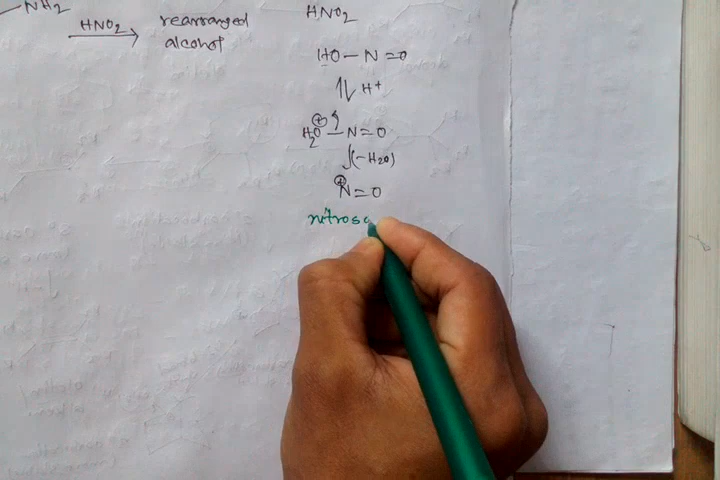 NH2
HNO2 rearranged
alcohol
HNO2
HO-N=O
H+
H2O-N=O
(-H2O)
N=O
nitroso